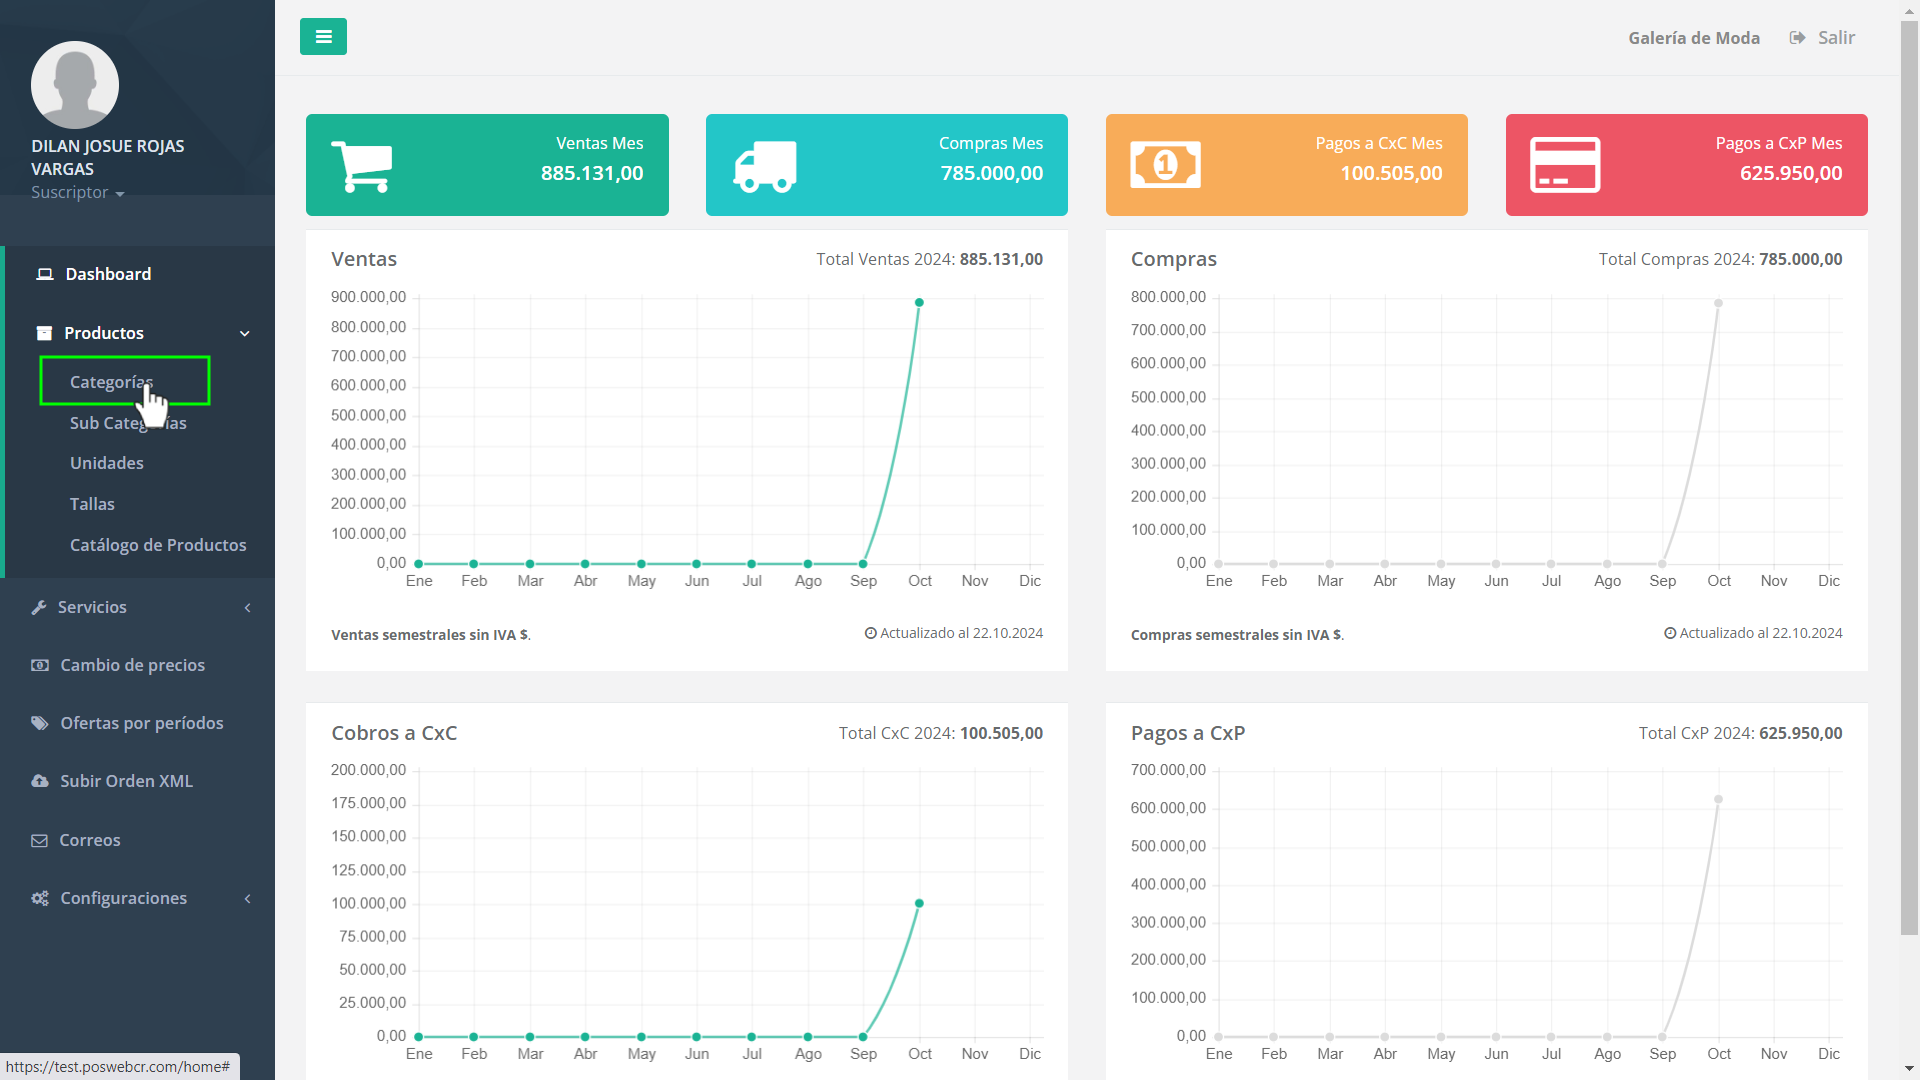 Galería de Moda
Salir
DILAN JOSUE ROJAS
VARGAS
Suscriptor
Dashboard
Productos
Categorías
Sub Categorías
Unidades
Tallas
Catálogo de Productos
Servicios
Cambio de precios
Ofertas por períodos
Subir Orden XML
Correos
Configuraciones
https://test.poswebcr.com/home#
Ventas Mes
885.131,00
Compras Mes
785.000,00
1
Pagos a CxC Mes
100.505,00
Pagos a CxP Mes
625.950,00
Ventas
Total Ventas 2024: 885.131,00
900.000,00
800.000,00
700.000,00
600.000,00
500.000,00
400.000,00
300.000,00
200.000,00
100.000,00
0,00
Ene Feb Mar Abr May Jun Jul Ago Sep Oct Nov Dic
Ventas semestrales sin IVA $.
Actualizado al 22.10.2024
Compras
Total Compras 2024: 785.000,00
800.000,00
700.000,00
600.000,00
500.000,00
400.000,00
300.000,00
200.000,00
100.000,00
0,00
Ene Feb Mar Abr May Jun Jul Ago Sep Oct Nov Dic
Compras semestrales sin IVA $.
Actualizado al 22.10.2024
Cobros a CxC
Total CxC 2024: 100.505,00
200.000,00
175.000,00
150.000,00
125.000,00
100.000,00
75.000,00
50.000,00
25.000,00
0,00
Ene Feb Mar Abr May Jun Jul Ago Sep Oct Nov Dic
Pagos a CxP
Total CxP 2024: 625.950,00
700.000,00
600.000,00
500.000,00
400.000,00
300.000,00
200.000,00
100.000,00
0,00
Ene Feb Mar Abr May Jun Jul Ago Sep Oct Nov Dic